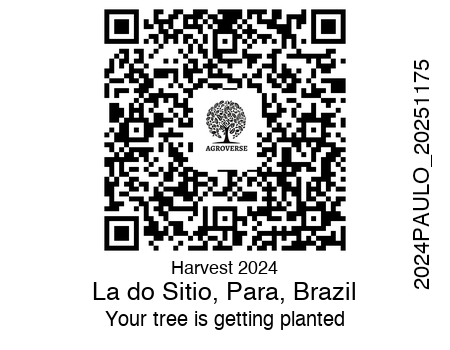 AGROVERSE
Harvest 2024
La do Sitio, Para, Brazil
Your tree is getting planted
2024PAULO_20251175